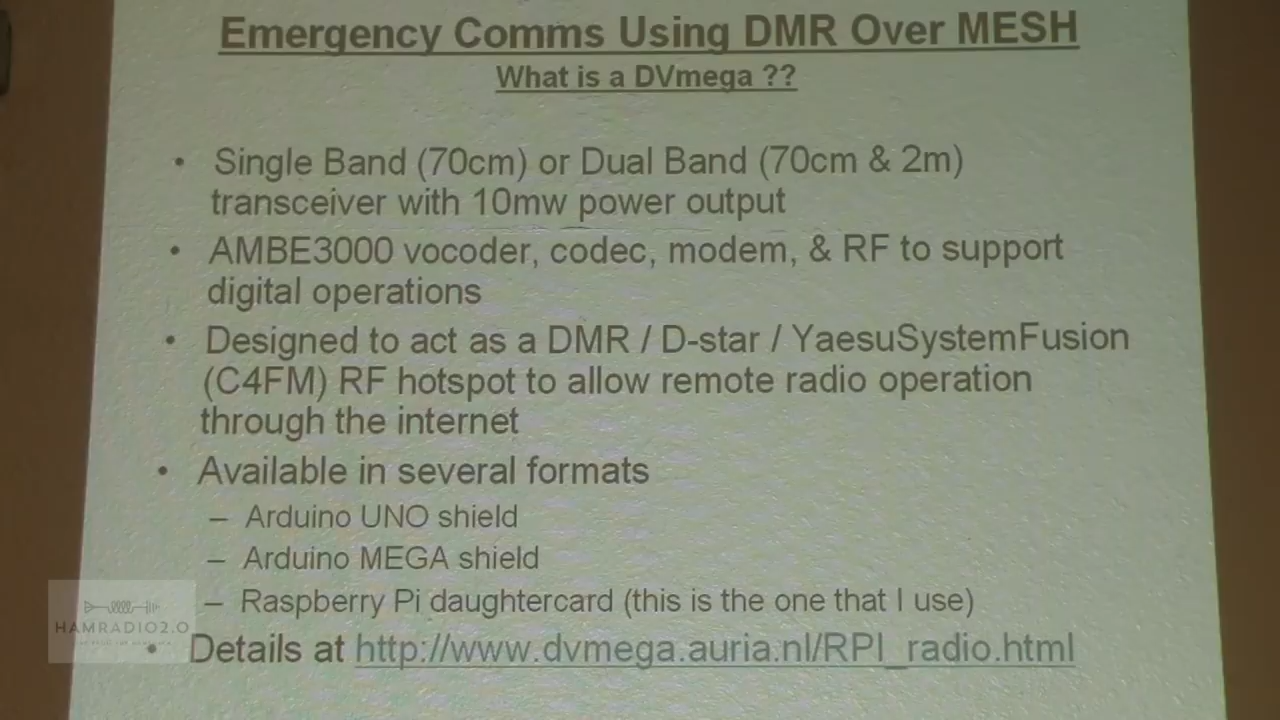 Emergency Comms Using DMR Over MESH
What is a DVmega ??
• Single Band (70cm) or Dual Band (70cm & 2m)
transceiver with 10mw power output
• AMBE3000 vocoder, codec, modem, & RF to support
digital operations
• Designed to act as a DMR / D-star / YaesuSystemFusion
(C4FM) RF hotspot to allow remote radio operation
through the internet
• Available in several formats
– Arduino UNO shield
– Arduino MEGA shield
– Raspberry Pi daughtercard (this is the one that I use)
HAMRADIO2.0
• Details at http://www.dvmega.auria.nl/RPI_radio.html